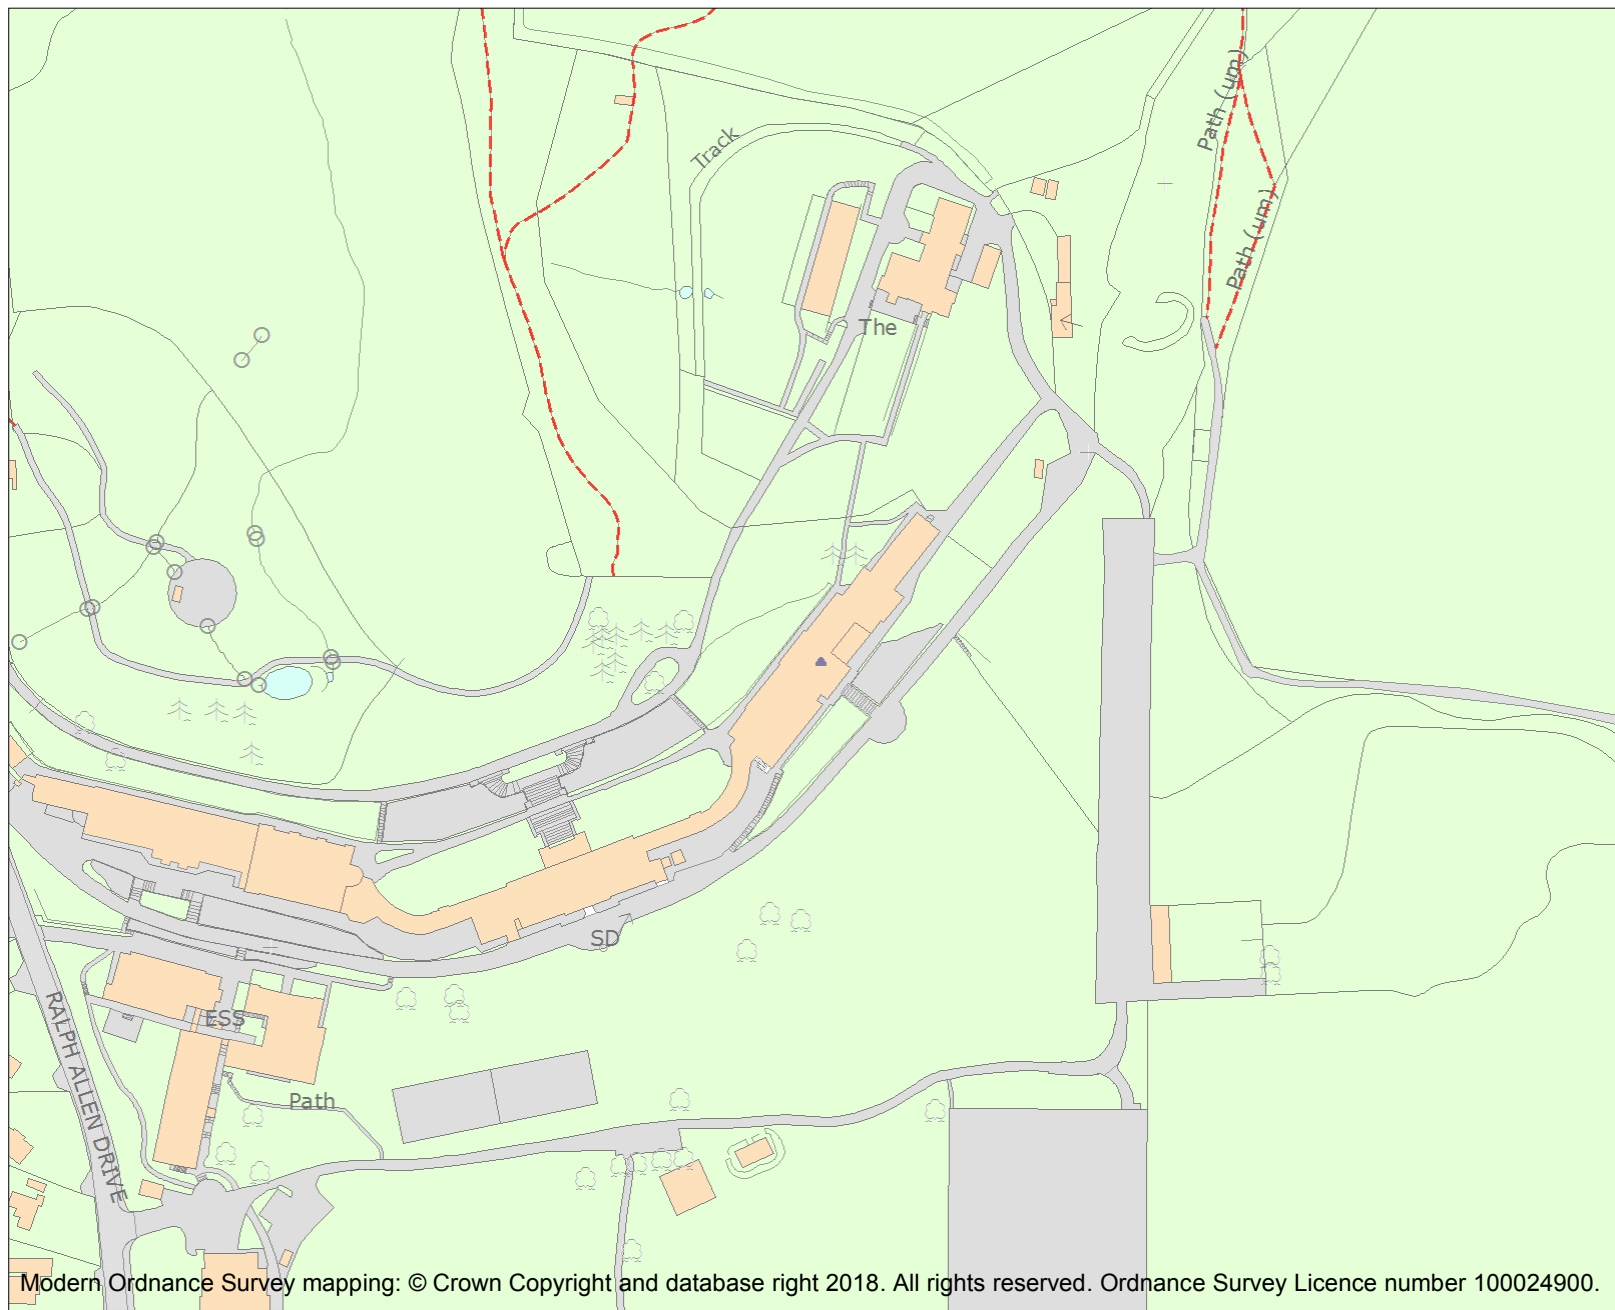 Path (um)
Track
Path (um)
The
SD
ESS
RALPH ALLEN DRIVE
Path
Modern Ordnance Survey mapping: © Crown Copyright and database right 2018. All rights reserved. Ordnance Survey Licence number 100024900.